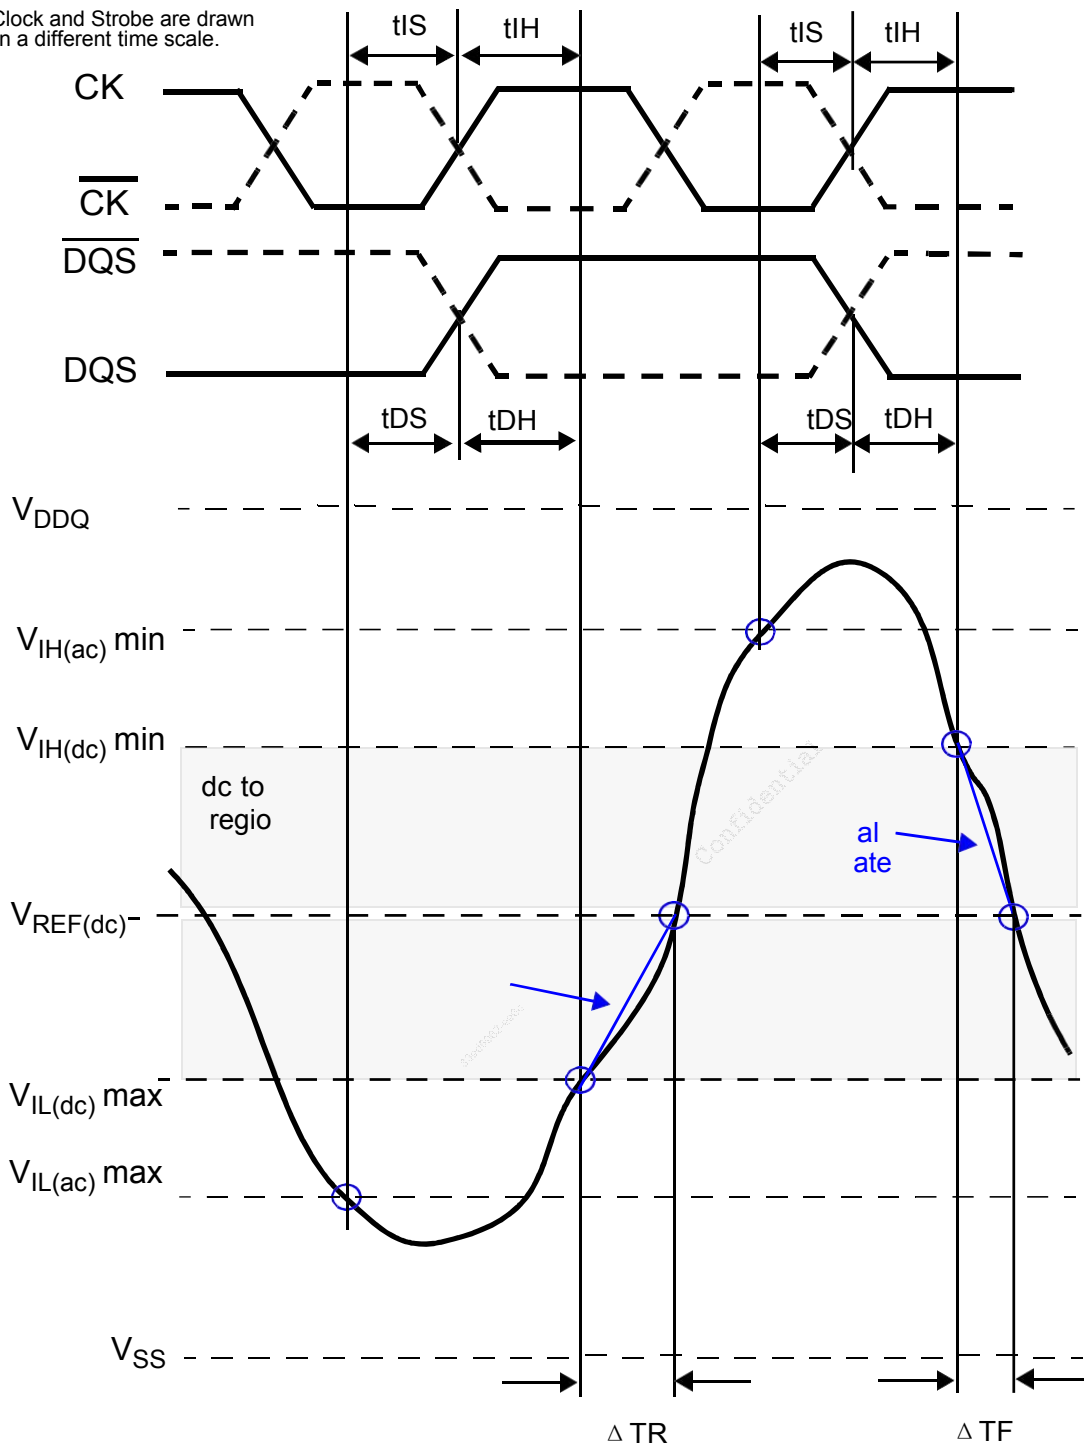 Clock and Strobe are drawn
n a different time scale.
tIS tIH tIS tIH
CK
CK
DQS
DQS
tDS tDH tDS tDH
VDDQ
VIH(ac) min
VIH(dc) min
dc to
regio
Confidential
al
ate
VREF(dc)
VIL(dc) max
VIL(ac) max
VSS
Δ TR Δ TF